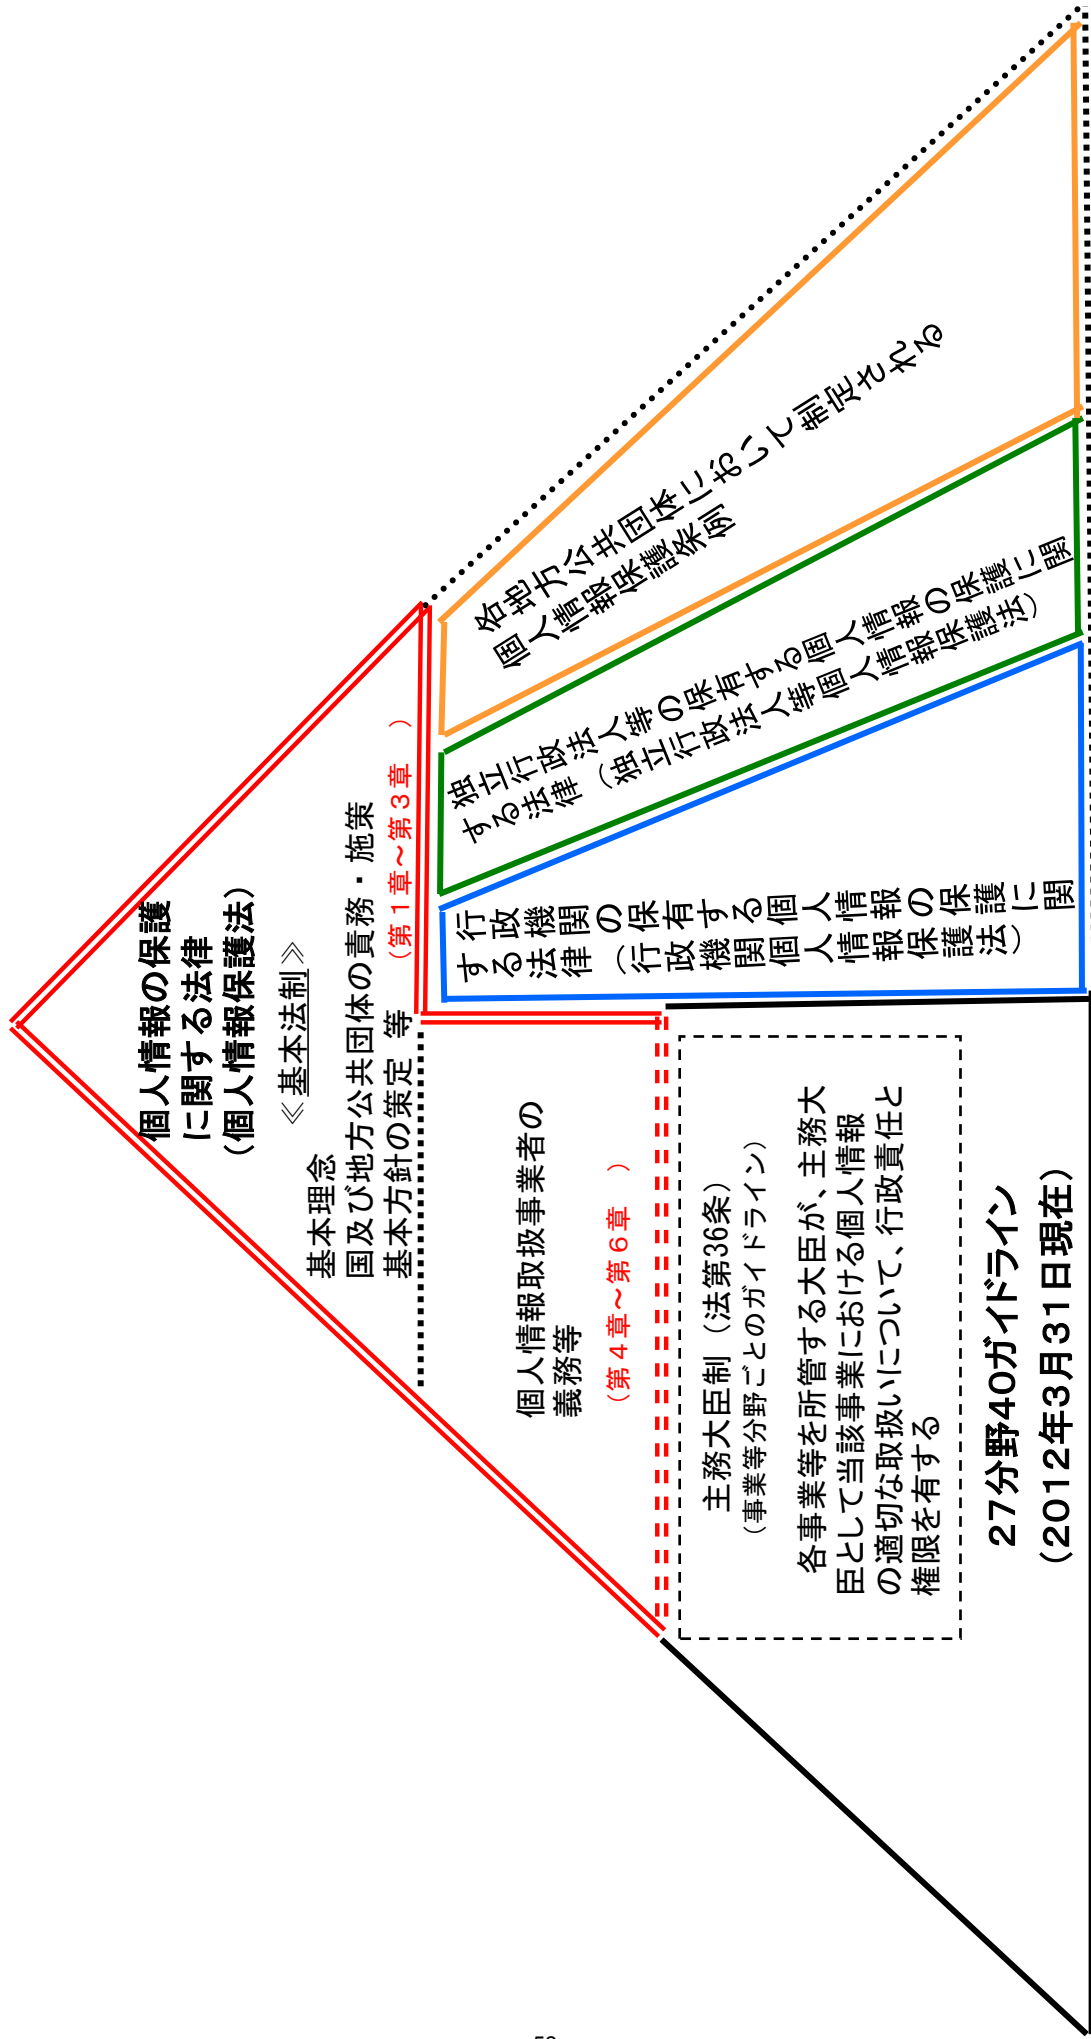 個人情報の保護
に関する法律
（個人情報保護法）
≪基本法制≫
基本理念
国及び地方公共団体の責務・施策
基本方針の策定 等
（第１章～第３章　）
個人情報取扱事業者の
義務等
（第４章～第６章　）
主務大臣制（法第36条）
（事業等分野ごとのガイドライン）
各事業等を所管する大臣が、主務大
臣として当該事業における個人情報
の適切な取扱いについて、行政責任と
権限を有する
27分野40ガイドライン
（2012年3月31日現在）
行政機関の保有する個人情報の保護に関
する法律（行政機関個人情報保護法）
独立行政法人等の保有する個人情報の保護に関
する法律（独立行政法人等個人情報保護法）
各地方公共団体において制定される
個人情報保護条例